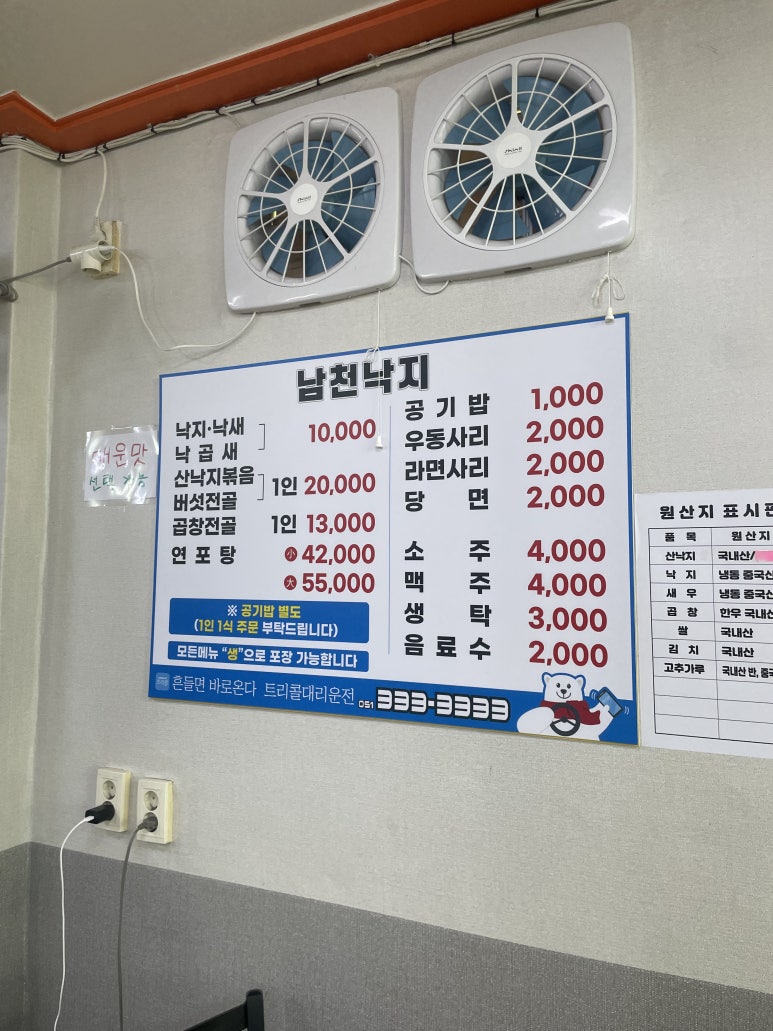 남천낙지
낙지·낙새
낙곱새
10,000
산낙지볶음
버섯전골
1인 20,000
곱창전골 1인 13,000
연포탕 小 42,000
大 55,000
※ 공기밥 별도
(1인 1식 주문 부탁드립니다)
모든메뉴 "생"으로 포장 가능합니다
공기밥 1,000
우동사리 2,000
라면사리 2,000
당면 2,000
소주 4,000
맥주 4,000
생탁 3,000
음료수 2,000
흔들면 바로온다 트리콜대리운전 051 333-3333
매운맛
선택 가능
원산지 표시판
품목 원산지
산낙지 국내산/
낙지 냉동 중국산
새우 냉동 중국산
곱창 한우 국내산
쌀 국내산
김치 국내산
고추가루 국내산 반, 중국